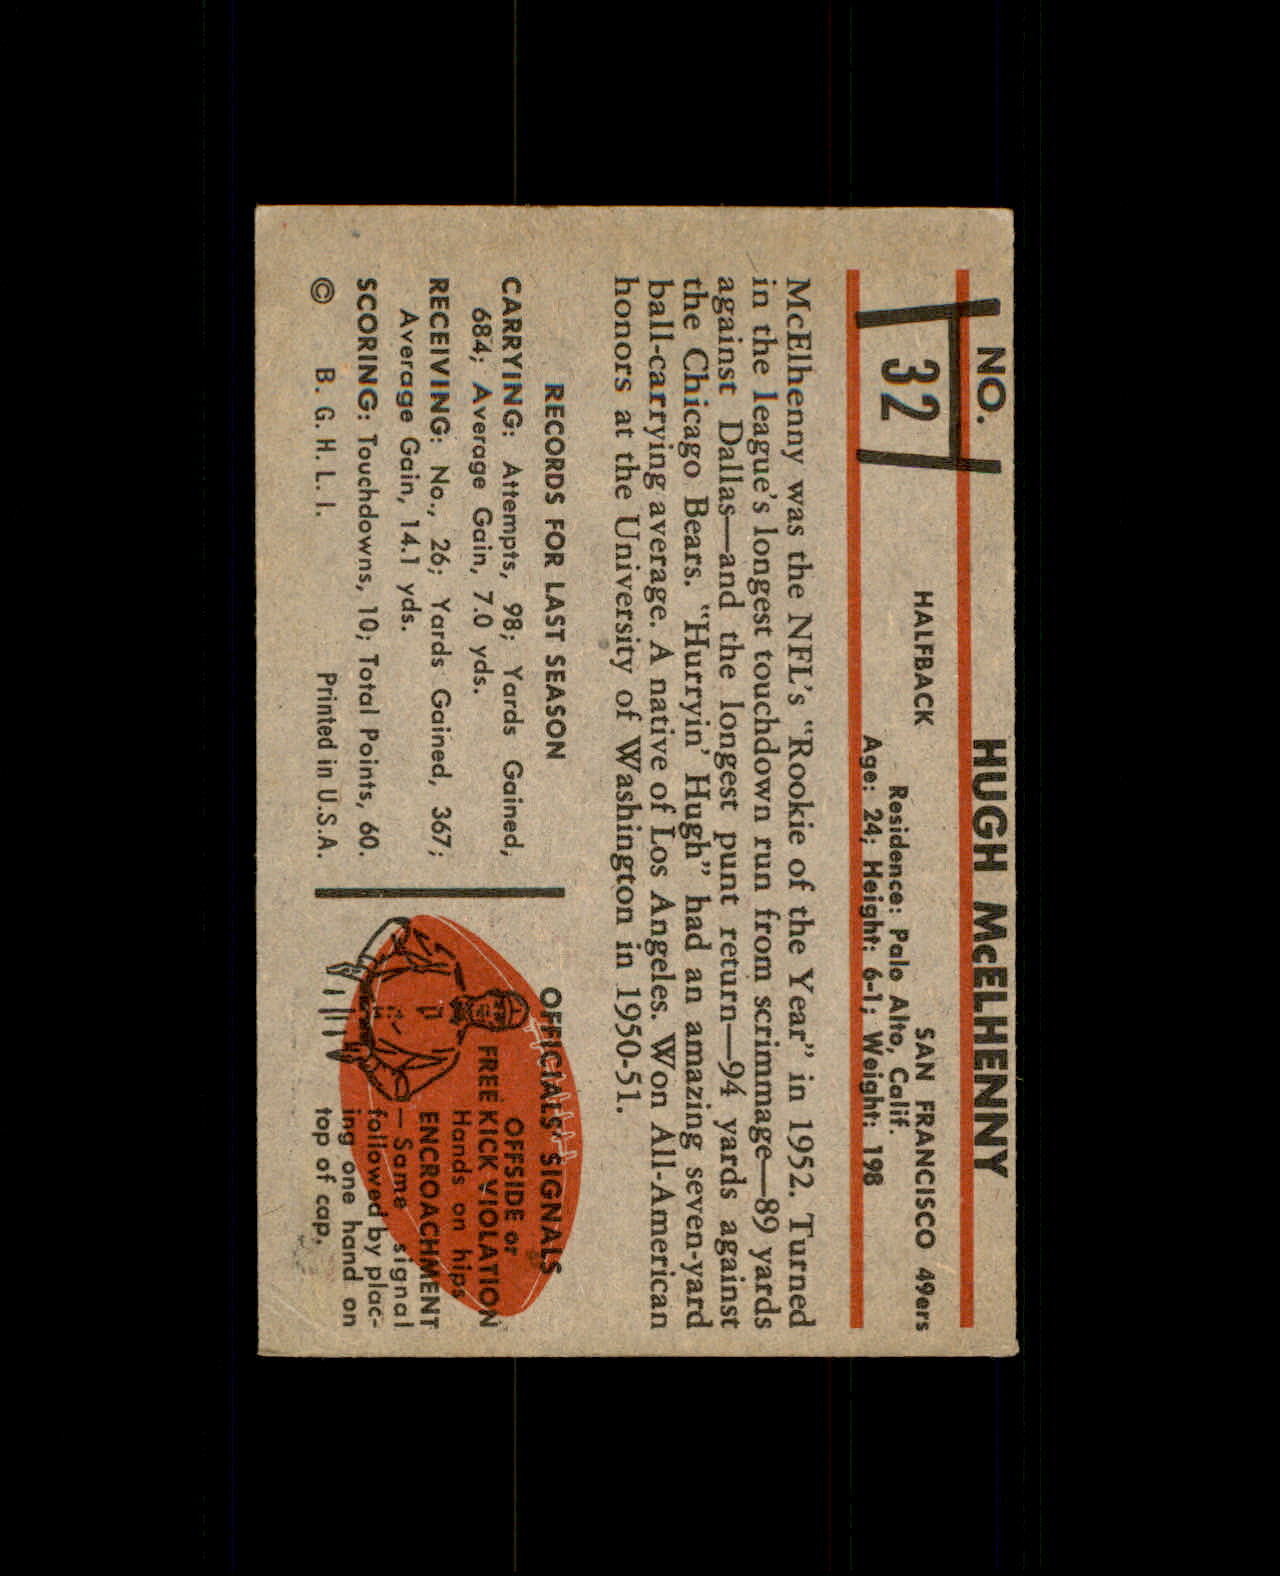 NO.
32
HUGH McELHENNY
HALFBACK
SAN FRANCISCO 49ers
Residence: Palo Alto, Calif.
Age: 24; Height: 6-1; Weight: 198
McElhenny was the NFL's "Rookie of the Year" in 1952. Turned
in the league's longest touchdown run from scrimmage—89 yards
against Dallas—and the longest punt return—94 yards against
the Chicago Bears. "Hurryin' Hugh" had an amazing seven-yard
ball-carrying average. A native of Los Angeles. Won All-American
honors at the University of Washington in 1950-51.
RECORDS FOR LAST SEASON
CARRYING: Attempts, 98; Yards Gained,
684; Average Gain, 7.0 yds.
RECEIVING: No., 26; Yards Gained, 367;
Average Gain, 14.1 yds.
SCORING: Touchdowns, 10; Total Points, 60.
© B. G. H. L. I. Printed in U.S.A.
OFFICIALS' SIGNALS
OFFSIDE or
FREE KICK VIOLATION
Hands on hips
ENCROACHMENT
— Same signal
followed by plac-
ing one hand on
top of cap.